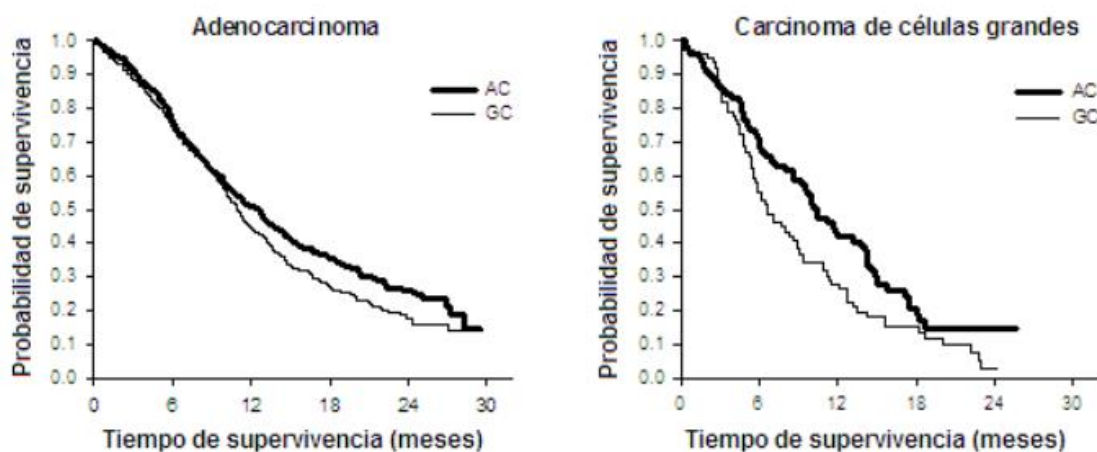 Adenocarcinoma
Probabilidad de supervivencia
1.0
0.9
0.8
0.7
0.6
0.5
0.4
0.3
0.2
0.1
0.0
AC
GC
0 6 12 18 24 30
Tiempo de supervivencia (meses)
Carcinoma de células grandes
Probabilidad de supervivencia
1.0
0.9
0.8
0.7
0.6
0.5
0.4
0.3
0.2
0.1
0.0
AC
GC
0 6 12 18 24 30
Tiempo de supervivencia (meses)